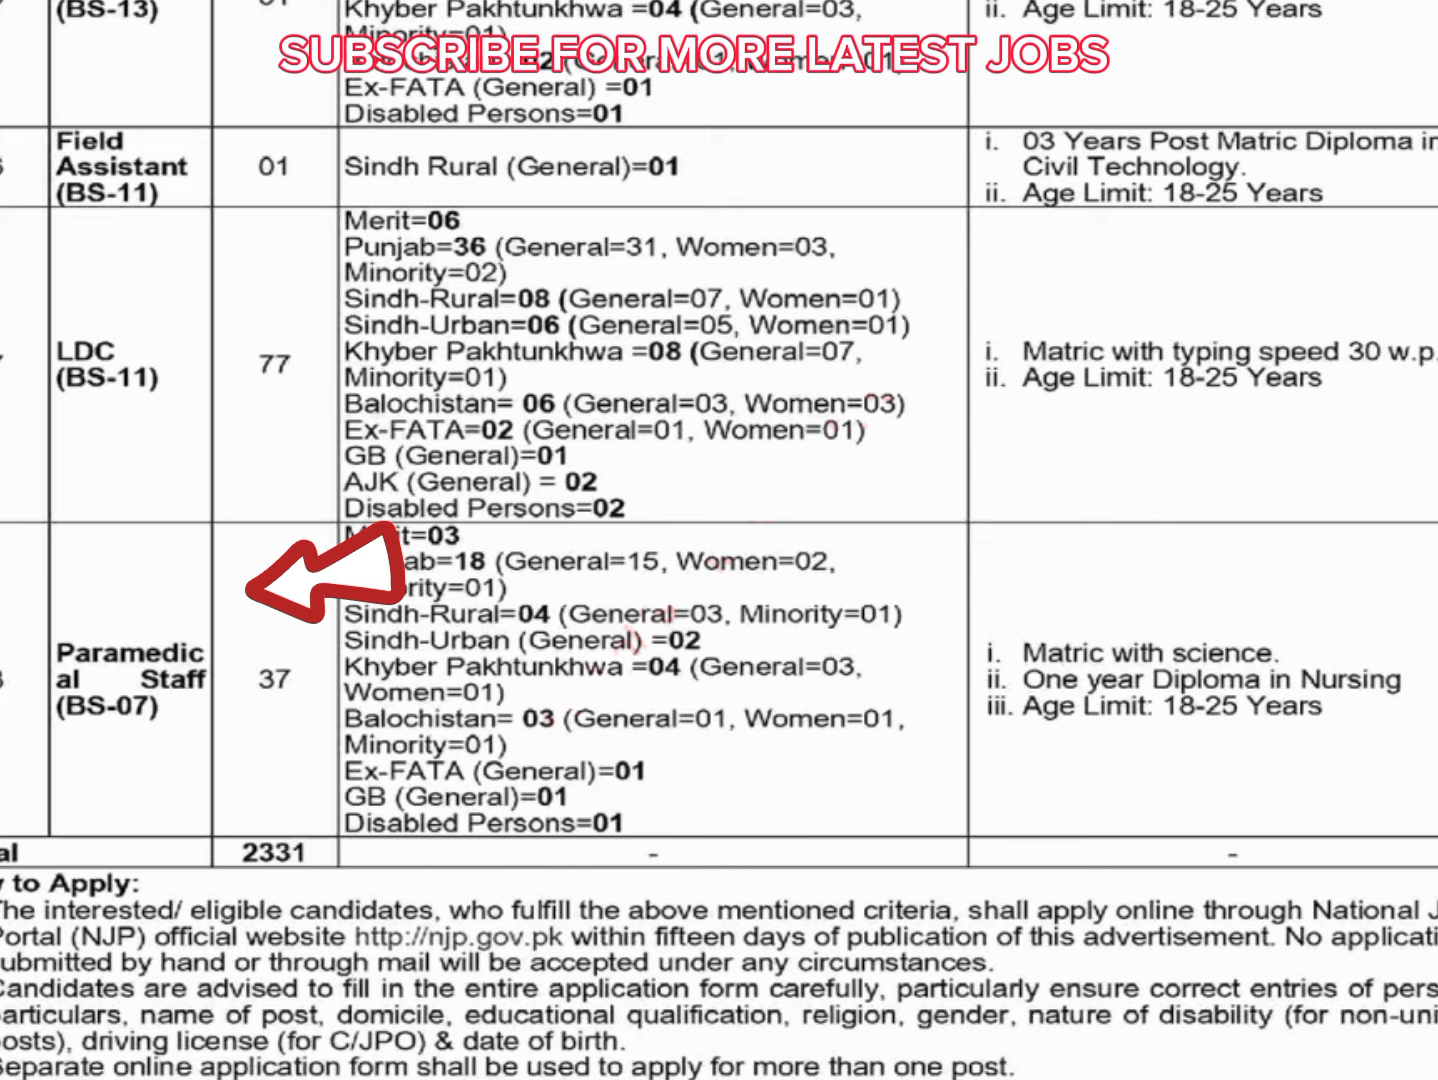 (BS-13)
Khyber Pakhtunkhwa =04 (General=03,
Minority=01)
SUBSCRIBE FOR MORE LATEST JOBS
Ex-FATA (General) =01
Disabled Persons=01
ii. Age Limit: 18-25 Years
Field
Assistant
(BS-11)
01
Sindh Rural (General)=01
i. 03 Years Post Matric Diploma in
Civil Technology.
ii. Age Limit: 18-25 Years
LDC
(BS-11)
77
Merit=06
Punjab=36 (General=31, Women=03,
Minority=02)
Sindh-Rural=08 (General=07, Women=01)
Sindh-Urban=06 (General=05, Women=01)
Khyber Pakhtunkhwa =08 (General=07,
Minority=01)
Balochistan= 06 (General=03, Women=03)
Ex-FATA=02 (General=01, Women=01)
GB (General)=01
AJK (General) = 02
Disabled Persons=02
i. Matric with typing speed 30 w.p.
ii. Age Limit: 18-25 Years
Paramedic
al Staff
(BS-07)
37
=03
=18 (General=15, Women=02,
=01)
Sindh-Rural=04 (General=03, Minority=01)
Sindh-Urban (General) =02
Khyber Pakhtunkhwa =04 (General=03,
Women=01)
Balochistan= 03 (General=01, Women=01,
Minority=01)
Ex-FATA (General)=01
GB (General)=01
Disabled Persons=01
i. Matric with science.
ii. One year Diploma in Nursing
iii. Age Limit: 18-25 Years
al 2331 - -
to Apply:
he interested/ eligible candidates, who fulfill the above mentioned criteria, shall apply online through National J
ortal (NJP) official website http://njp.gov.pk within fifteen days of publication of this advertisement. No applicati
ubmitted by hand or through mail will be accepted under any circumstances.
andidates are advised to fill in the entire application form carefully, particularly ensure correct entries of pers
articulars, name of post, domicile, educational qualification, religion, gender, nature of disability (for non-uni
osts), driving license (for C/JPO) & date of birth.
eparate online application form shall be used to apply for more than one post.